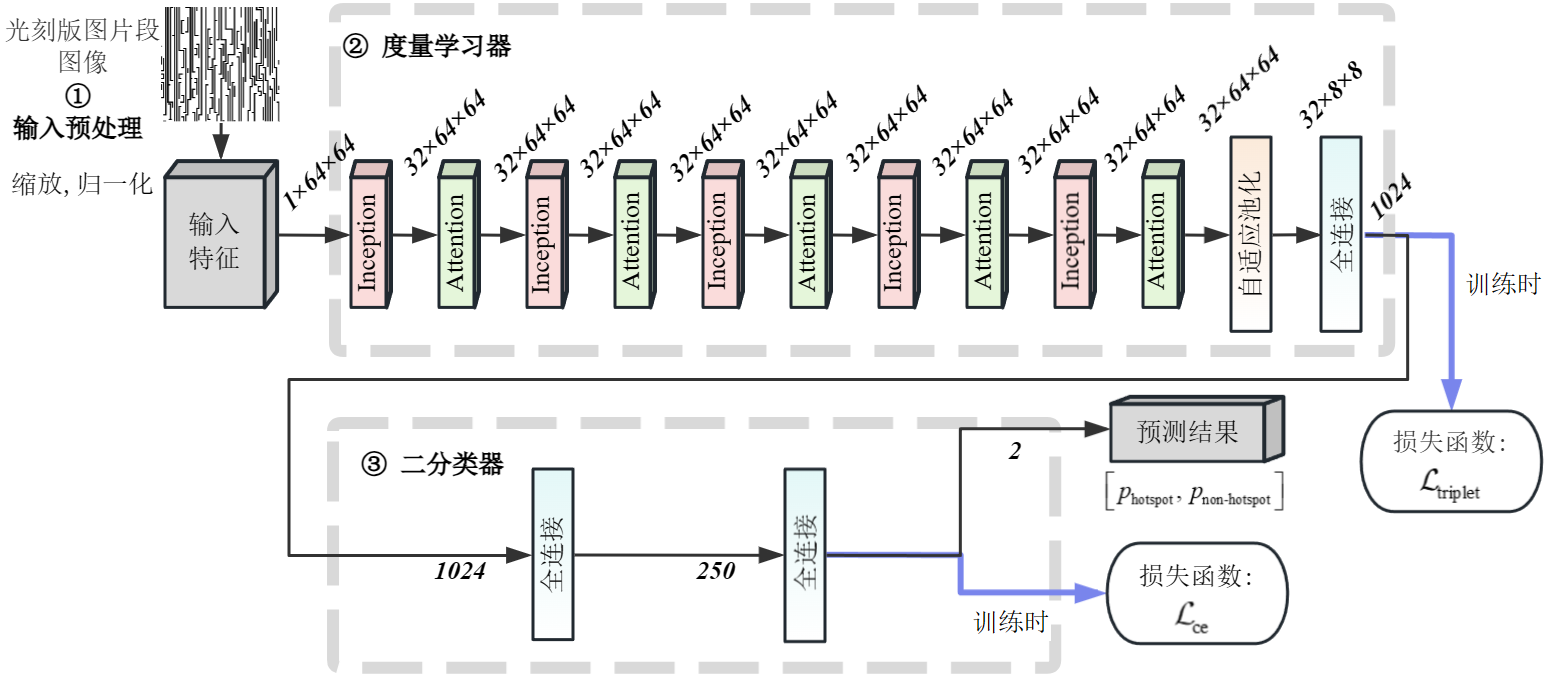 光刻版图片段
图像
①
输入预处理
缩放, 归一化
输入
特征
② 度量学习器
1×64×64
Inception
32×64×64
Attention
32×64×64
Inception
32×64×64
Attention
32×64×64
Inception
32×64×64
Attention
32×64×64
Inception
32×64×64
Attention
32×64×64
Inception
32×64×64
Attention
32×64×64
自适应池化
32×8×8
全连接
1024
训练时
损失函数:
ℒtriplet
③ 二分类器
1024
全连接
250
全连接
2
预测结果
[photspot, pnon-hotspot]
训练时
损失函数:
ℒce